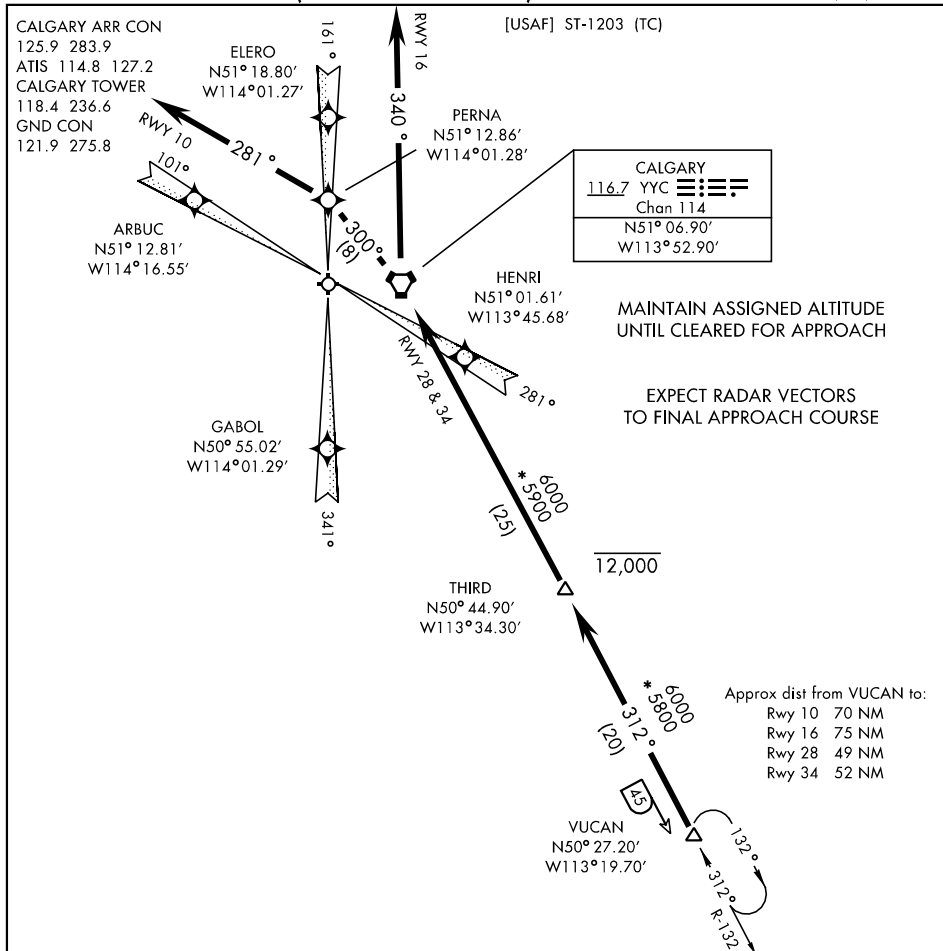 [USAF] ST-1203 (TC)
CALGARY ARR CON
125.9 283.9
ATIS 114.8 127.2
CALGARY TOWER
118.4 236.6
GND CON
121.9 275.8
161°
ELERO
N51° 18.80'
W114° 01.27'
RWY 16
340°
PERNA
N51° 12.86'
W114° 01.28'
RWY 10
281°
101°
ARBUC
N51° 12.81'
W114° 16.55'
300°
(8)
CALGARY
116.7 YYC
Chan 114
N51° 06.90'
W113° 52.90'
HENRI
N51° 01.61'
W113° 45.68'
MAINTAIN ASSIGNED ALTITUDE
UNTIL CLEARED FOR APPROACH
RWY 28 & 34
281°
EXPECT RADAR VECTORS
TO FINAL APPROACH COURSE
GABOL
N50° 55.02'
W114° 01.29'
341°
6000
* 5900
(25)
12,000
THIRD
N50° 44.90'
W113° 34.30'
6000
* 5800
312°
(20)
Approx dist from VUCAN to:
Rwy 10 70 NM
Rwy 16 75 NM
Rwy 28 49 NM
Rwy 34 52 NM
45
VUCAN
N50° 27.20'
W113° 19.70'
132°
312°
R-132